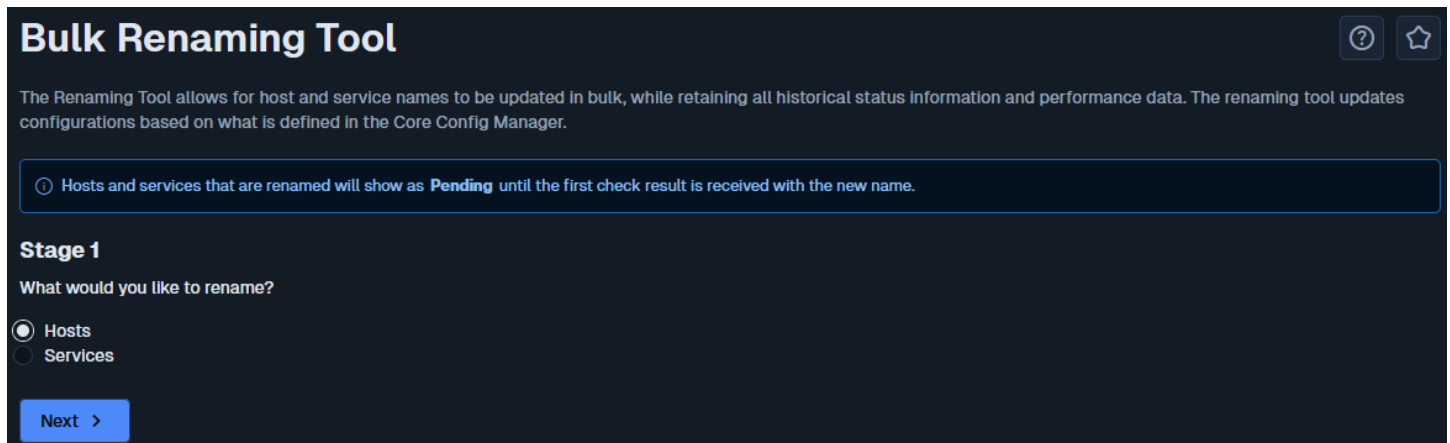 Bulk Renaming Tool
The Renaming Tool allows for host and service names to be updated in bulk, while retaining all historical status information and performance data. The renaming tool updates
configurations based on what is defined in the Core Config Manager.
Hosts and services that are renamed will show as Pending until the first check result is received with the new name.
Stage 1
What would you like to rename?
Hosts
Services
Next